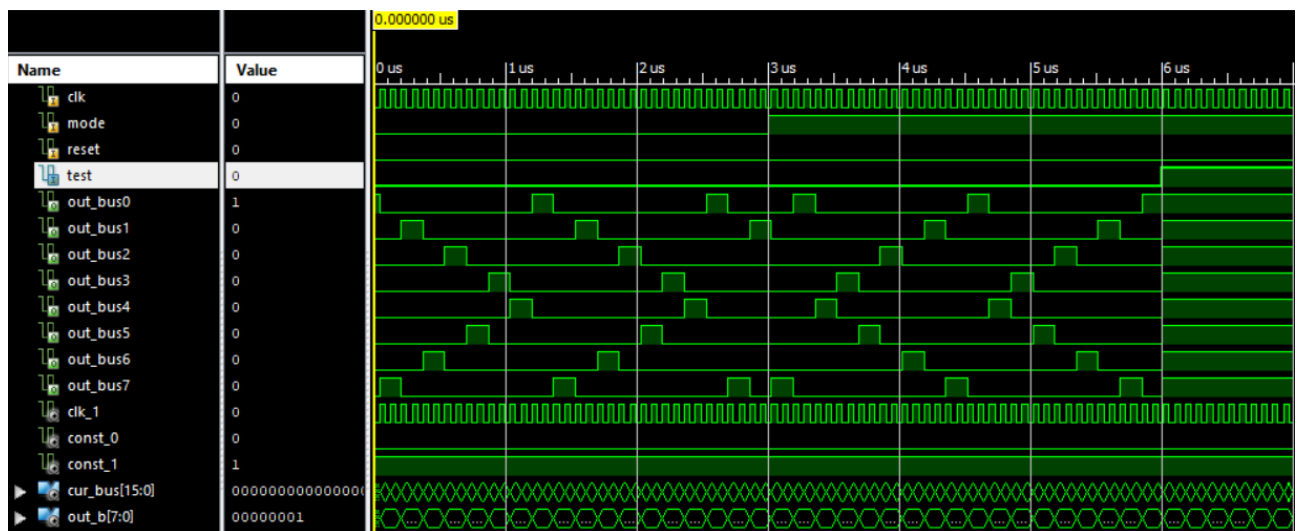 0.000000 us
Name Value 0 us 1 us 2 us 3 us 4 us 5 us 6 us
clk 0
mode 0
reset 0
test 0
out_bus0 1
out_bus1 0
out_bus2 0
out_bus3 0
out_bus4 0
out_bus5 0
out_bus6 0
out_bus7 0
clk_1 0
const_0 0
const_1 1
cur_bus[15:0]
out_b[7:0] 00000001